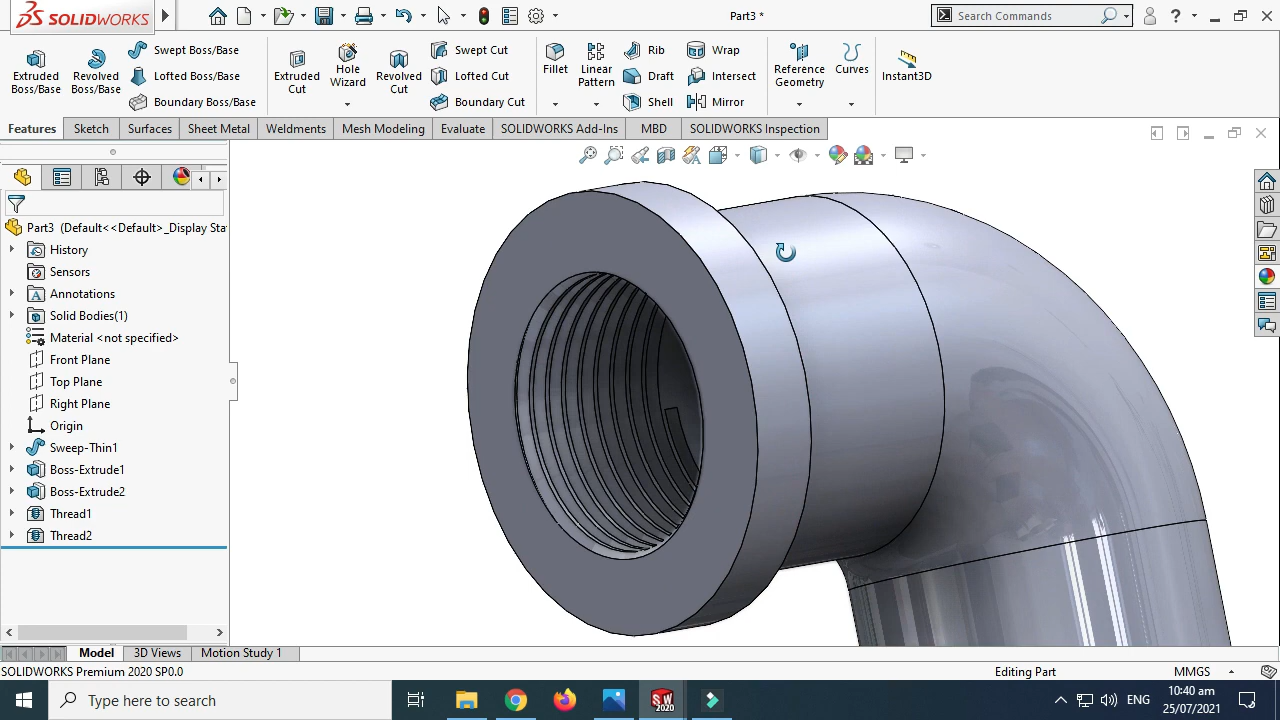 SOLIDWORKS
Part3 *
Search Commands
Extruded Boss/Base
Revolved Boss/Base
Swept Boss/Base
Lofted Boss/Base
Boundary Boss/Base
Extruded Cut
Hole Wizard
Revolved Cut
Swept Cut
Lofted Cut
Boundary Cut
Fillet
Linear Pattern
Rib
Draft
Shell
Wrap
Intersect
Mirror
Reference Geometry
Curves
Instant3D
Features
Sketch
Surfaces
Sheet Metal
Weldments
Mesh Modeling
Evaluate
SOLIDWORKS Add-Ins
MBD
SOLIDWORKS Inspection
Part3 (Default<<Default>_Display Sta
History
Sensors
Annotations
Solid Bodies(1)
Material <not specified>
Front Plane
Top Plane
Right Plane
Origin
Sweep-Thin1
Boss-Extrude1
Boss-Extrude2
Thread1
Thread2
Model
3D Views
Motion Study 1
SOLIDWORKS Premium 2020 SP0.0
Editing Part
MMGS
Type here to search
SW
2020
ENG
10:40 am
25/07/2021